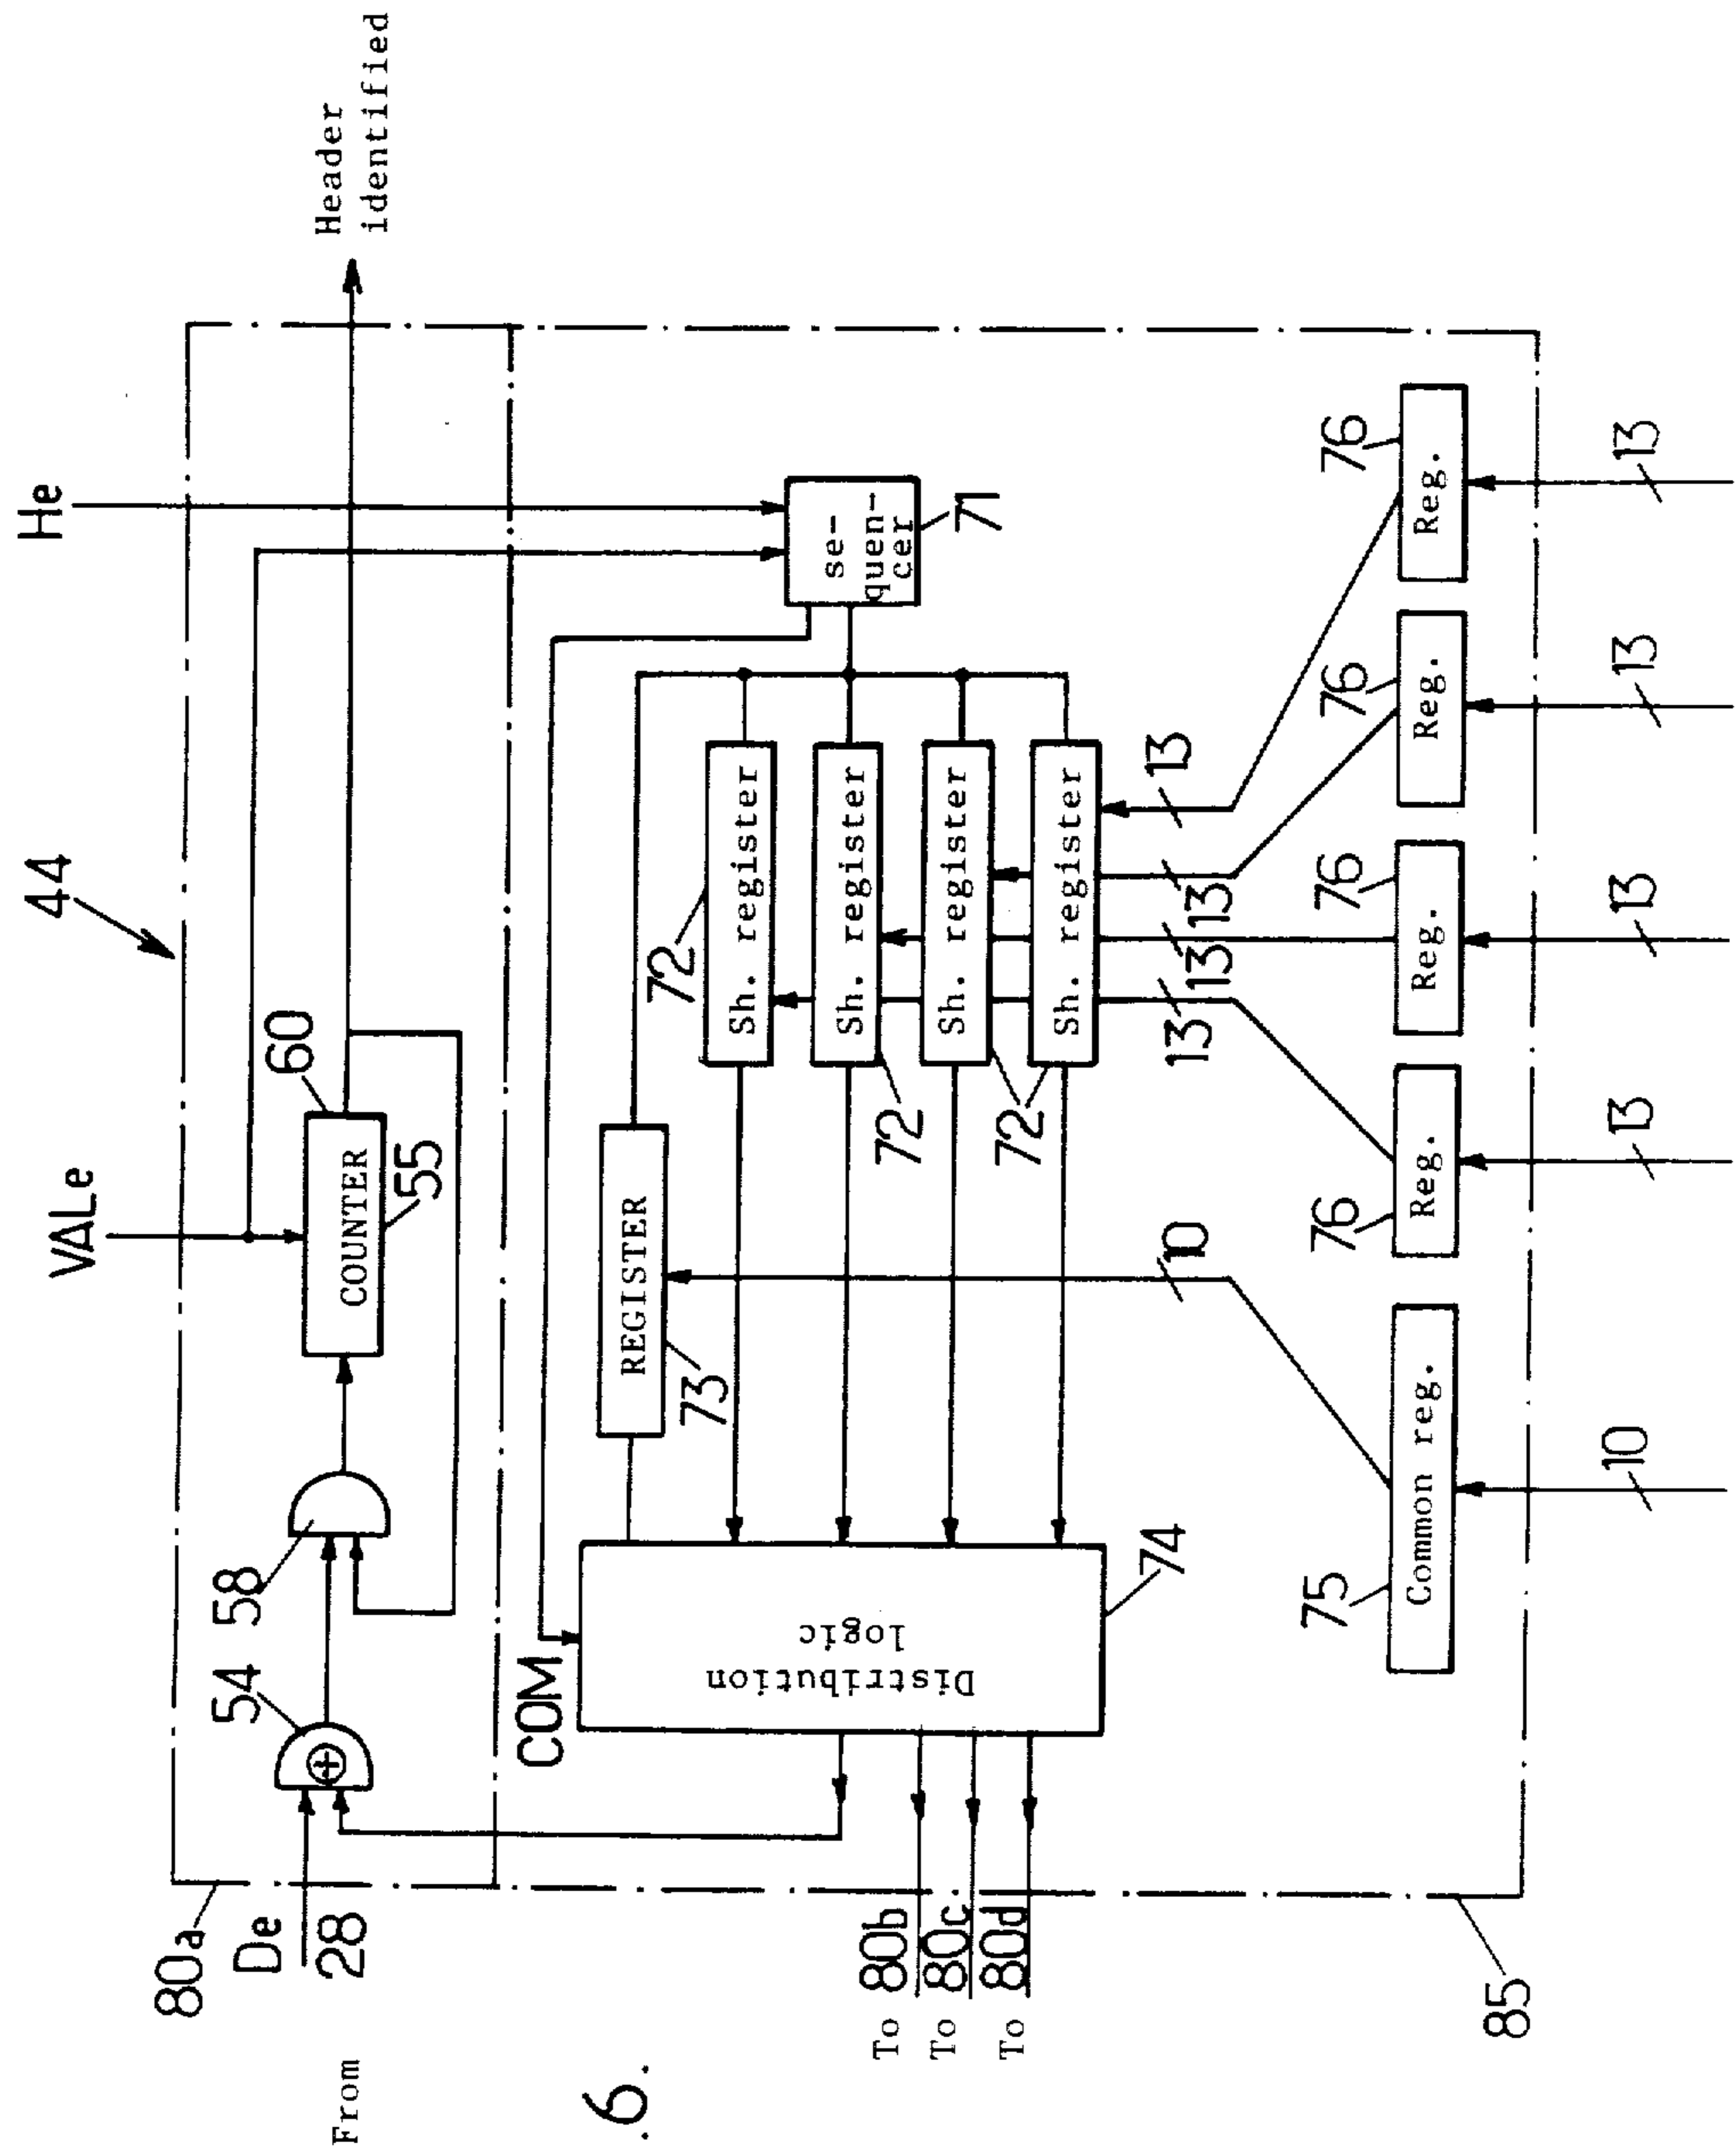 44
VALe
He
Header
identified
60
COUNTER
55
58
54
80a
De
28
From
COM
REGISTER
73
72
Sh. register
Sh. register
72
Sh. register
Sh. register
72
se-
quen-
cer
71
Distribution
logic
74
To 80b
To 80c
To 80d
10
13
13
13
13
75
Common reg.
76
Reg.
76
Reg.
76
Reg.
76
Reg.
10
13
13
13
13
85
.6.